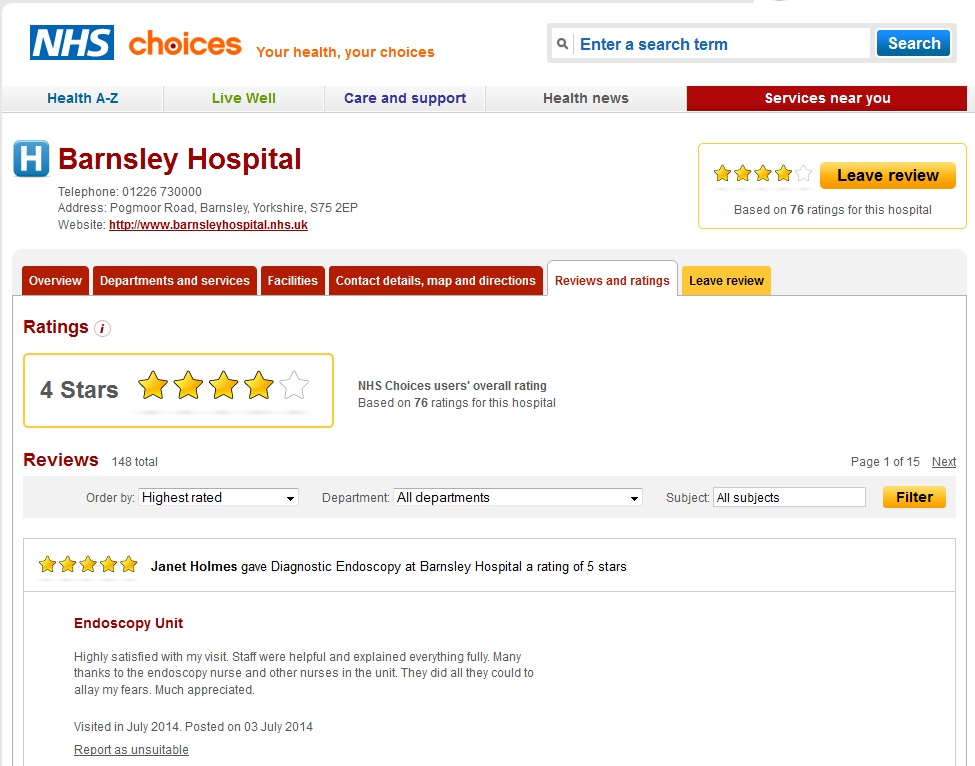 NHS choices Your health, your choices
Enter a search term Search
Health A-Z Live Well Care and support Health news Services near you
H Barnsley Hospital
Telephone: 01226 730000
Address: Pogmoor Road, Barnsley, Yorkshire, S75 2EP
Website: http://www.barnsleyhospital.nhs.uk
Leave review
Based on 76 ratings for this hospital
Overview Departments and services Facilities Contact details, map and directions Reviews and ratings Leave review
Ratings i
4 Stars
NHS Choices users' overall rating
Based on 76 ratings for this hospital
Reviews 148 total Page 1 of 15 Next
Order by: Highest rated Department: All departments Subject: All subjects Filter
Janet Holmes gave Diagnostic Endoscopy at Barnsley Hospital a rating of 5 stars
Endoscopy Unit
Highly satisfied with my visit. Staff were helpful and explained everything fully. Many
thanks to the endoscopy nurse and other nurses in the unit. They did all they could to
allay my fears. Much appreciated.
Visited in July 2014. Posted on 03 July 2014
Report as unsuitable